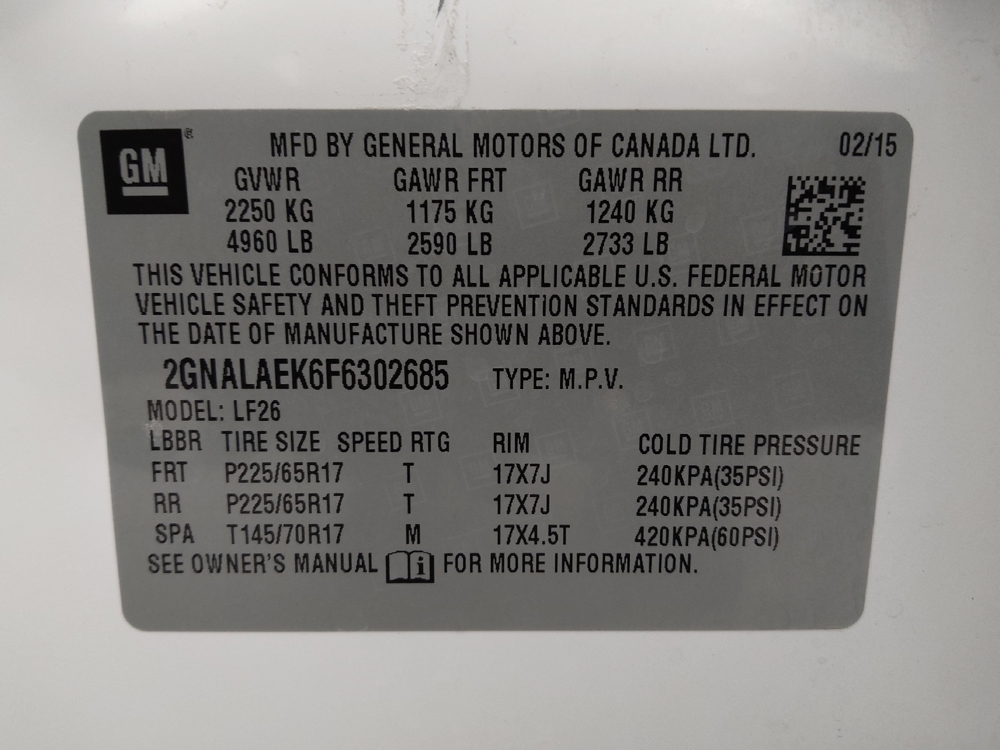 GM ®
MFD BY GENERAL MOTORS OF CANADA LTD. 02/15
GVWR GAWR FRT GAWR RR
2250 KG 1175 KG 1240 KG
4960 LB 2590 LB 2733 LB
THIS VEHICLE CONFORMS TO ALL APPLICABLE U.S. FEDERAL MOTOR
VEHICLE SAFETY AND THEFT PREVENTION STANDARDS IN EFFECT ON
THE DATE OF MANUFACTURE SHOWN ABOVE.
2GNALAEK6F6302685 TYPE: M.P.V.
MODEL: LF26
LBBR TIRE SIZE SPEED RTG RIM COLD TIRE PRESSURE
FRT P225/65R17 T 17X7J 240KPA(35PSI)
RR P225/65R17 T 17X7J 240KPA(35PSI)
SPA T145/70R17 M 17X4.5T 420KPA(60PSI)
SEE OWNER'S MANUAL i FOR MORE INFORMATION.